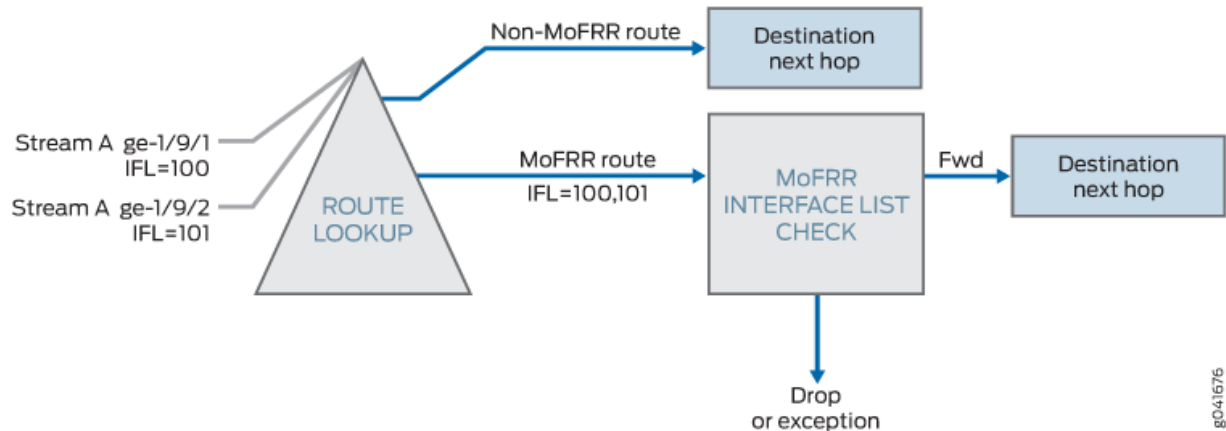 Non-MoFRR route
Destination
next hop
Stream A ge-1/9/1
IFL=100
Stream A ge-1/9/2
IFL=101
ROUTE
LOOKUP
MoFRR route
IFL=100,101
MoFRR
INTERFACE LIST
CHECK
Fwd
Destination
next hop
Drop
or exception
g041676